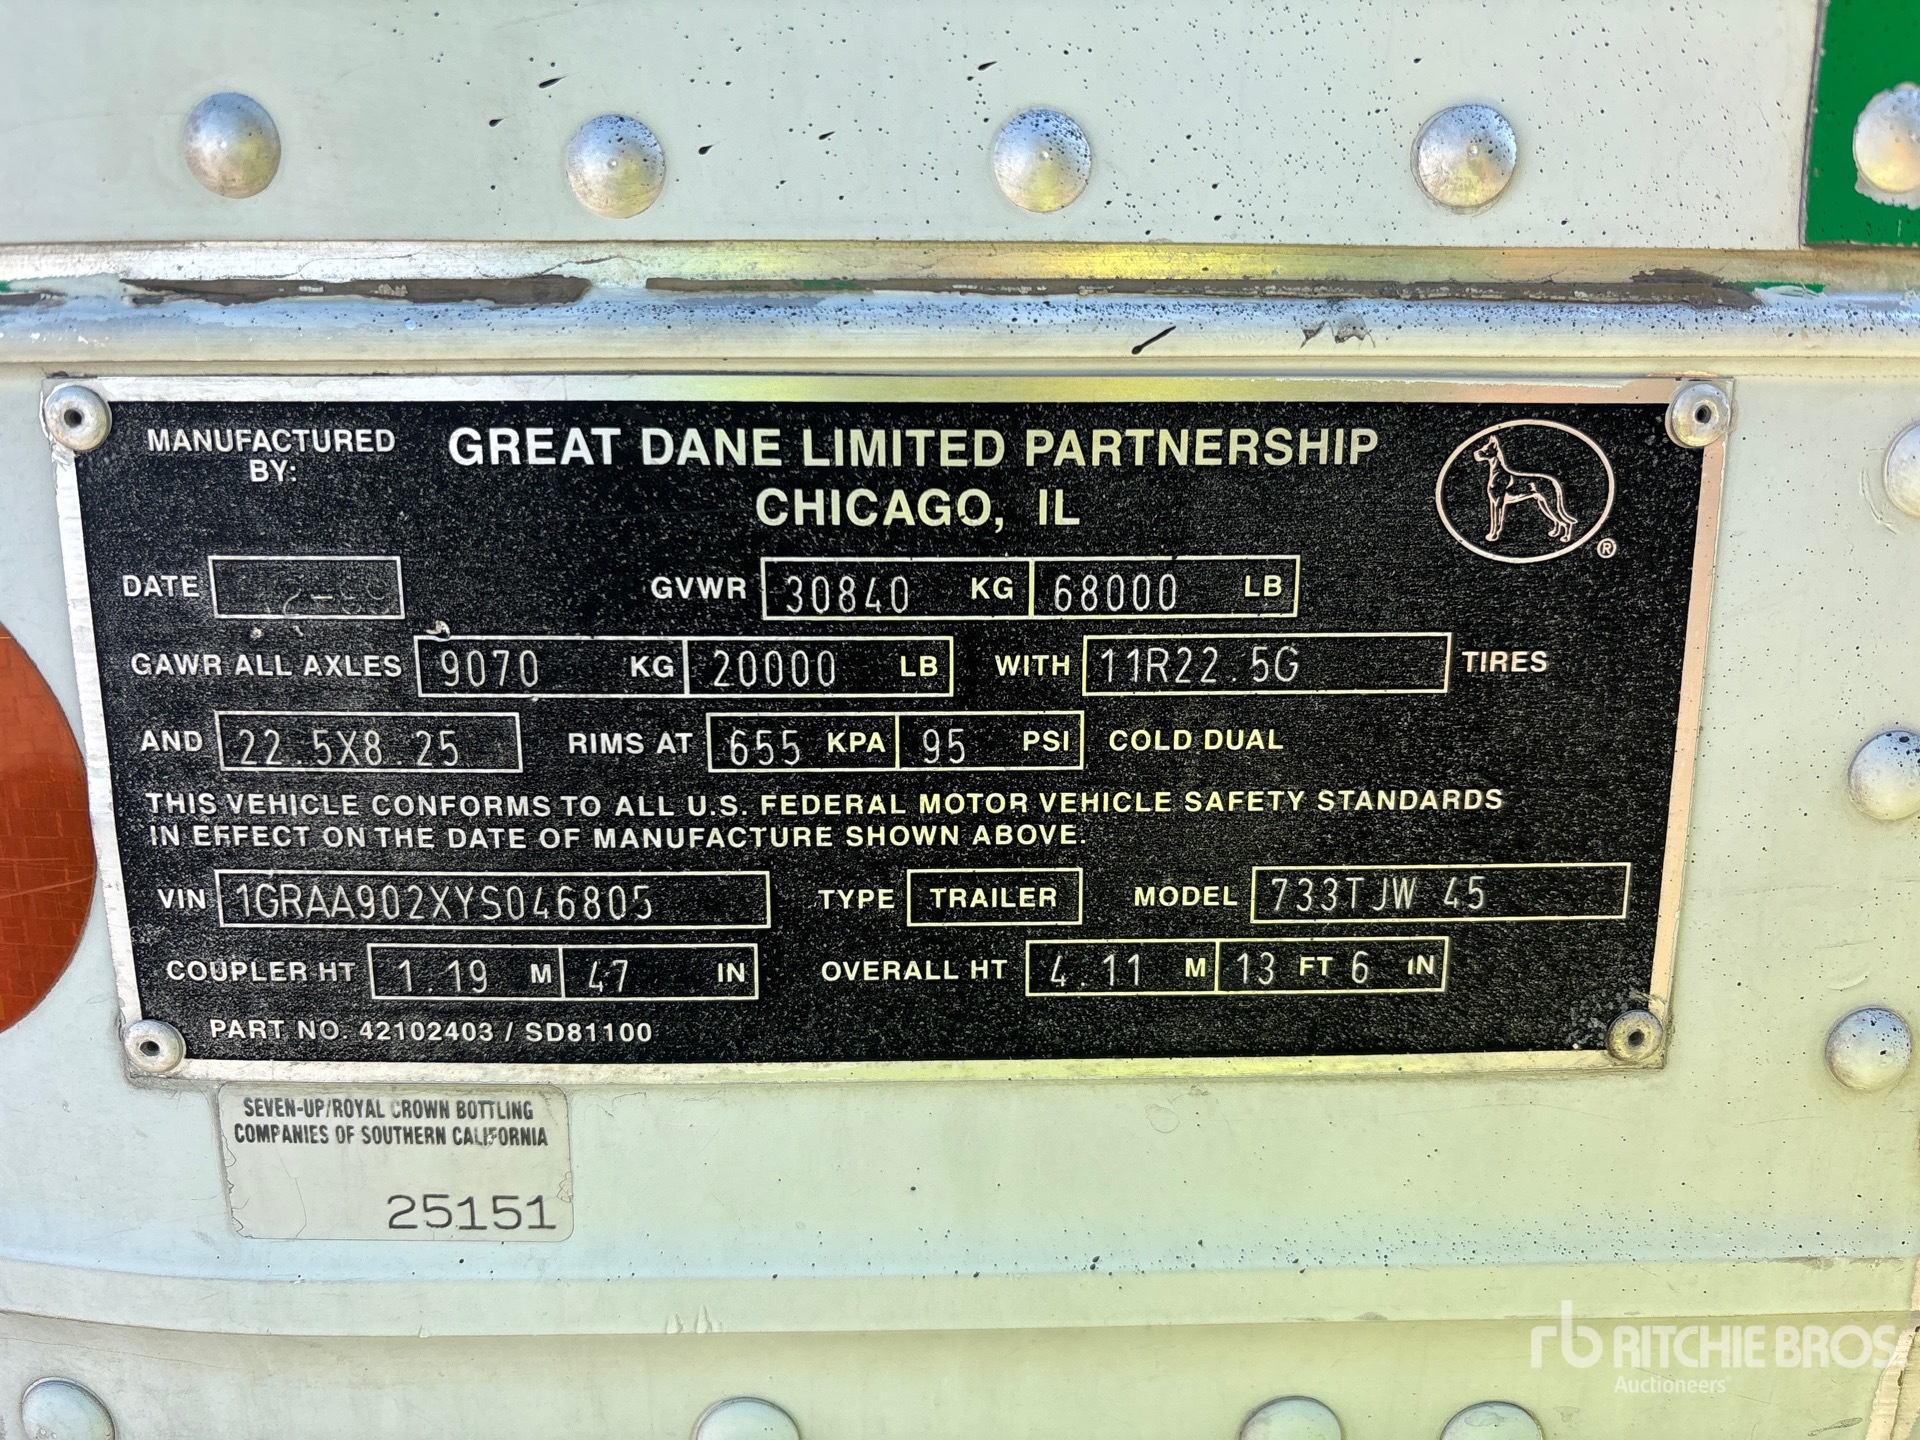 MANUFACTURED BY: GREAT DANE LIMITED PARTNERSHIP
CHICAGO, IL
®
DATE GVWR 30840 KG 68000 LB
GAWR ALL AXLES 9070 KG 20000 LB WITH 11R22.5G TIRES
AND 22.5X8.25 RIMS AT 655 KPA 95 PSI COLD DUAL
THIS VEHICLE CONFORMS TO ALL U.S. FEDERAL MOTOR VEHICLE SAFETY STANDARDS
IN EFFECT ON THE DATE OF MANUFACTURE SHOWN ABOVE.
VIN 1GRAA902XYS046805 TYPE TRAILER MODEL 733TJW 45
COUPLER HT 1.19 M 47 IN OVERALL HT 4.11 M 13 FT 6 IN
PART NO. 42102403 / SD81100
SEVEN-UP/ROYAL CROWN BOTTLING
COMPANIES OF SOUTHERN CALIFORNIA
25151
rb RITCHIE BROS.
Auctioneers